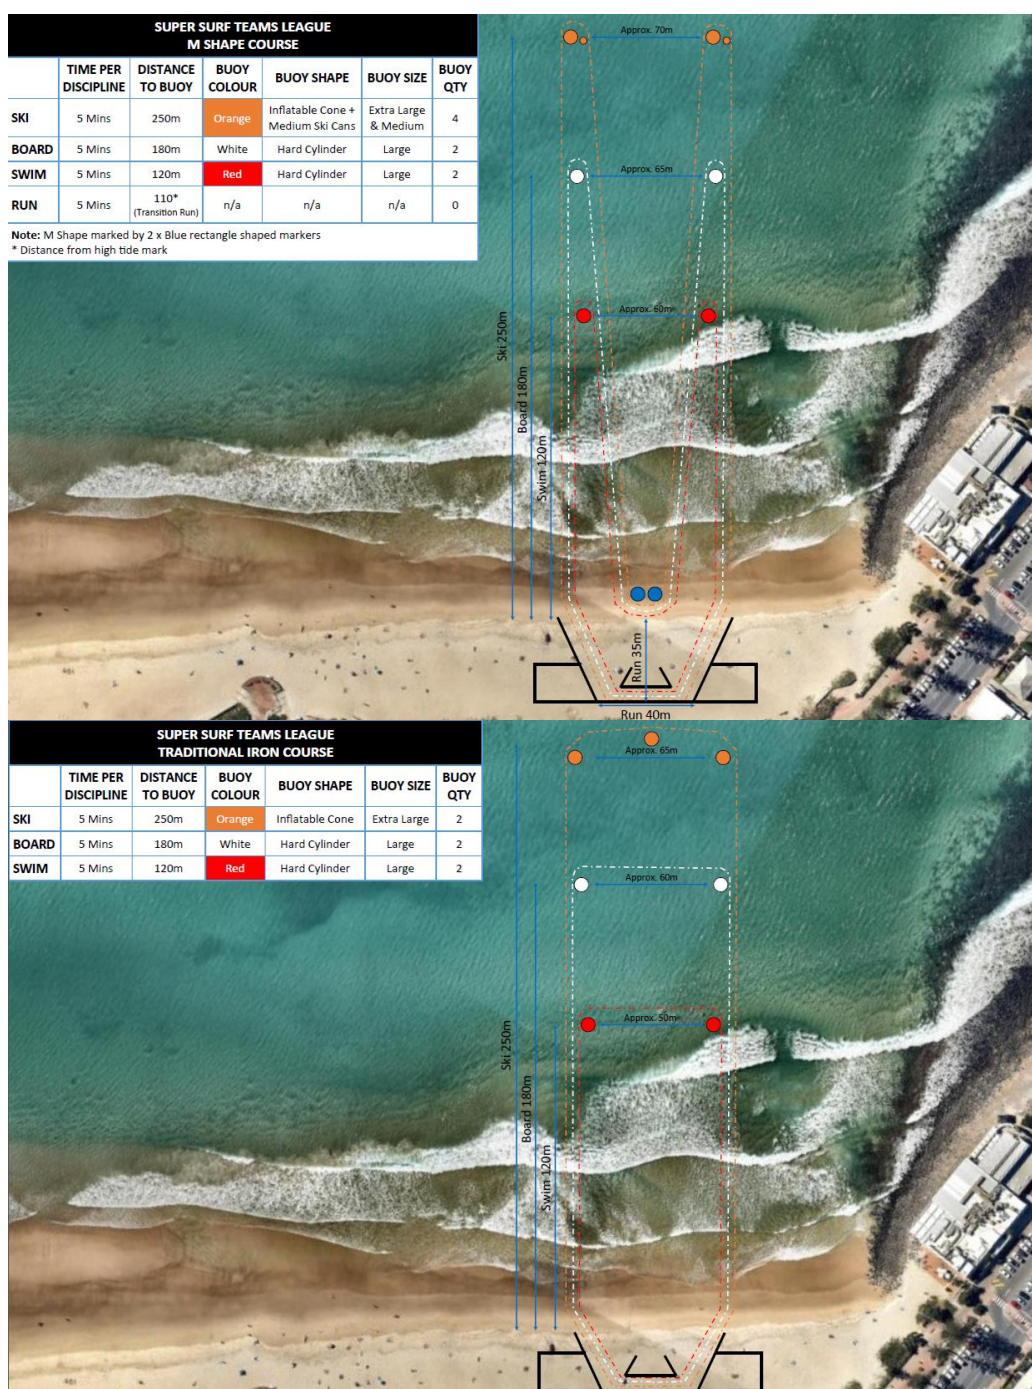 SUPER SURF TEAMS LEAGUE
M SHAPE COURSE
TIME PER DISCIPLINE DISTANCE TO BUOY BUOY COLOUR BUOY SHAPE BUOY SIZE BUOY QTY
SKI 5 Mins 250m Orange Inflatable Cone + Medium Ski Cans Extra Large & Medium 4
BOARD 5 Mins 180m White Hard Cylinder Large 2
SWIM 5 Mins 120m Red Hard Cylinder Large 2
RUN 5 Mins 110* (Transition Run) n/a n/a n/a 0
Note: M Shape marked by 2 x Blue rectangle shaped markers
* Distance from high tide mark
Approx. 70m
Approx. 65m
Approx. 60m
Ski 250m
Board 180m
Swim 120m
Run 35m
Run 40m
SUPER SURF TEAMS LEAGUE
TRADITIONAL IRON COURSE
TIME PER DISCIPLINE DISTANCE TO BUOY BUOY COLOUR BUOY SHAPE BUOY SIZE BUOY QTY
SKI 5 Mins 250m Orange Inflatable Cone Extra Large 2
BOARD 5 Mins 180m White Hard Cylinder Large 2
SWIM 5 Mins 120m Red Hard Cylinder Large 2
Approx. 65m
Approx. 60m
Approx. 50m
Ski 250m
Board 180m
Swim 120m